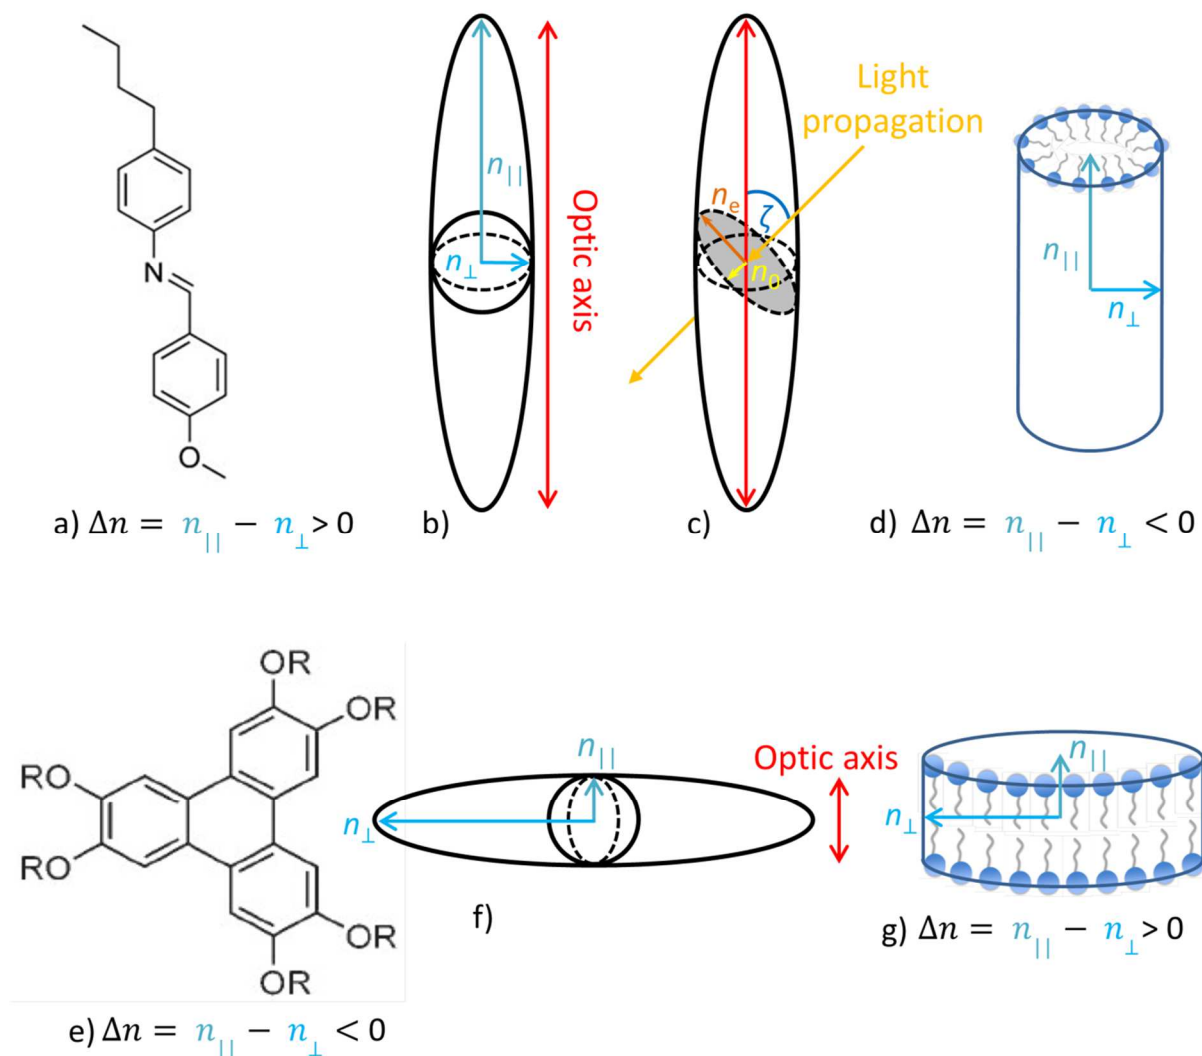 N
O
a) Δn = n|| − n⊥ > 0
n||
n⊥
Optic axis
b)
Light
propagation
ne
ζ
n0
c)
n||
n⊥
d) Δn = n|| − n⊥ < 0
OR
OR
RO
RO
OR
OR
e) Δn = n|| − n⊥ < 0
n||
n⊥
Optic axis
f)
n||
n⊥
g) Δn = n|| − n⊥ > 0